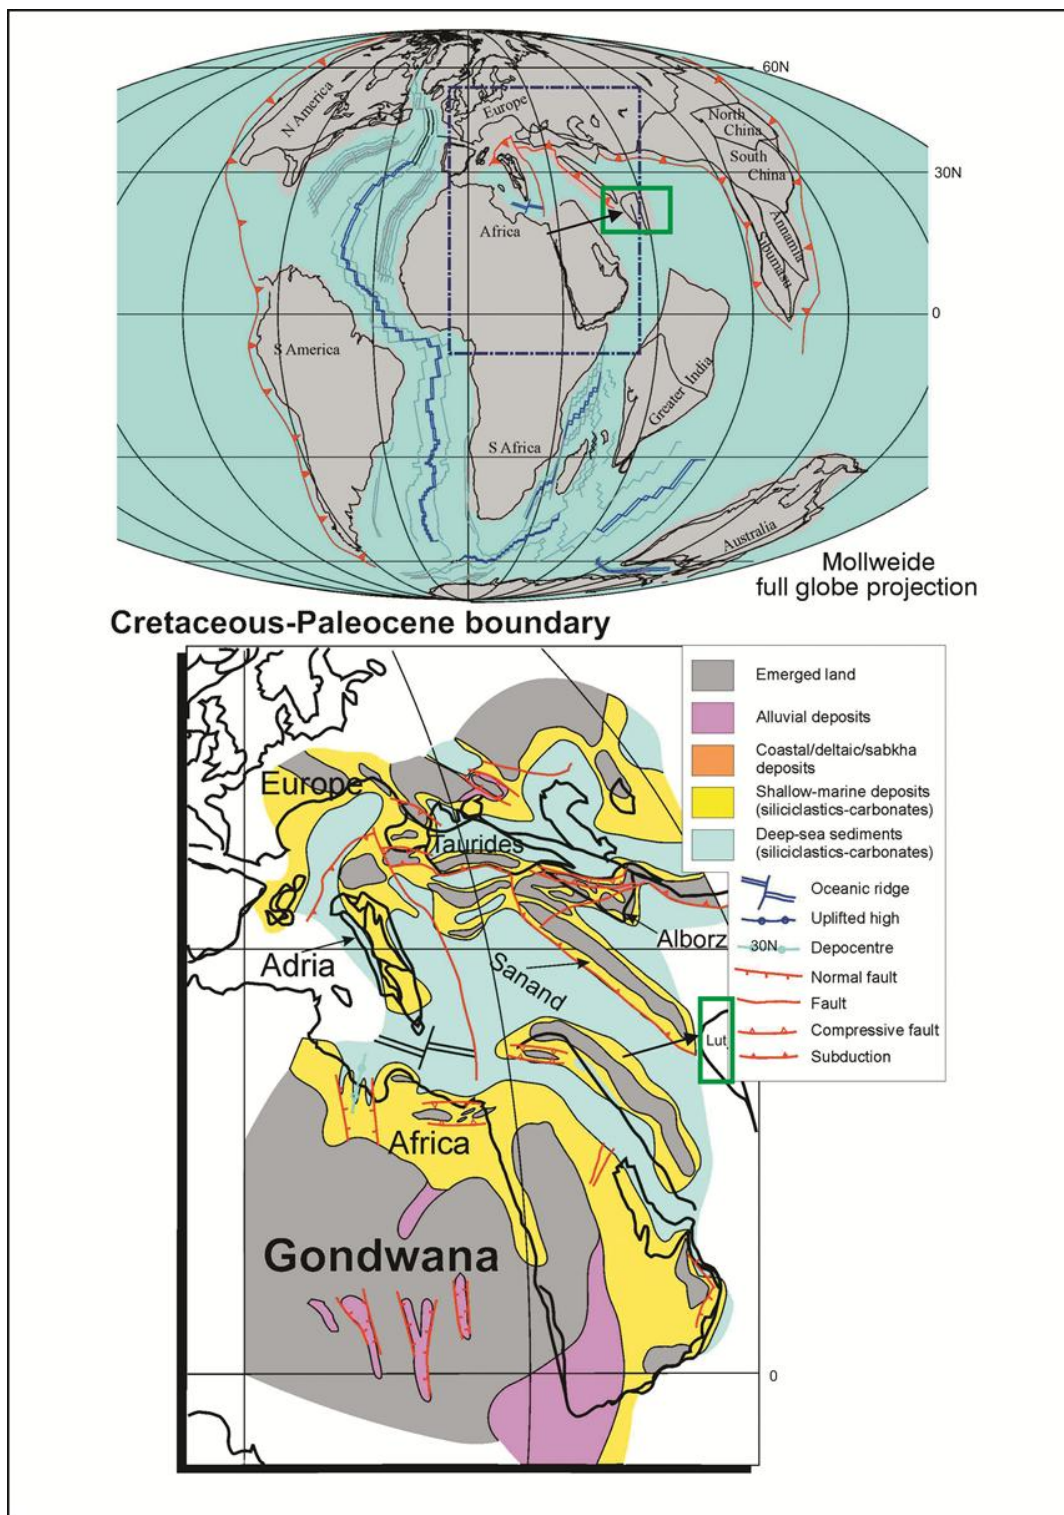 60N
N America
Europe
North
China
South
China
30N
Africa
Annamia
Sibumasu
0
S America
Greater India
S Africa
Australia
Mollweide
full globe projection
Cretaceous-Paleocene boundary
Emerged land
Alluvial deposits
Coastal/deltaic/sabkha
deposits
Shallow-marine deposits
(siliciclastics-carbonates)
Deep-sea sediments
(siliciclastics-carbonates)
Oceanic ridge
Uplifted high
30N
Depocentre
Normal fault
Fault
Compressive fault
Subduction
Europe
Taurides
Alborz
Adria
Sanand
Lut
Africa
Gondwana
0